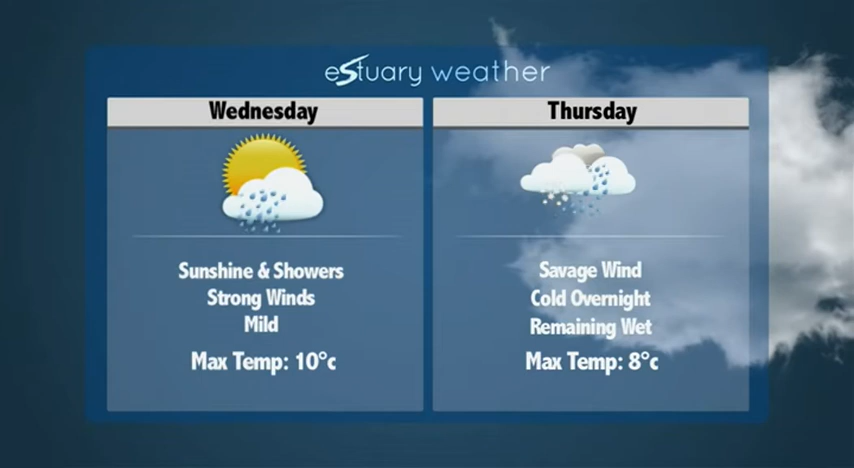 eStuary weather
Wednesday
Sunshine & Showers
Strong Winds
Mild
Max Temp: 10°c
Thursday
Savage Wind
Cold Overnight
Remaining Wet
Max Temp: 8°c